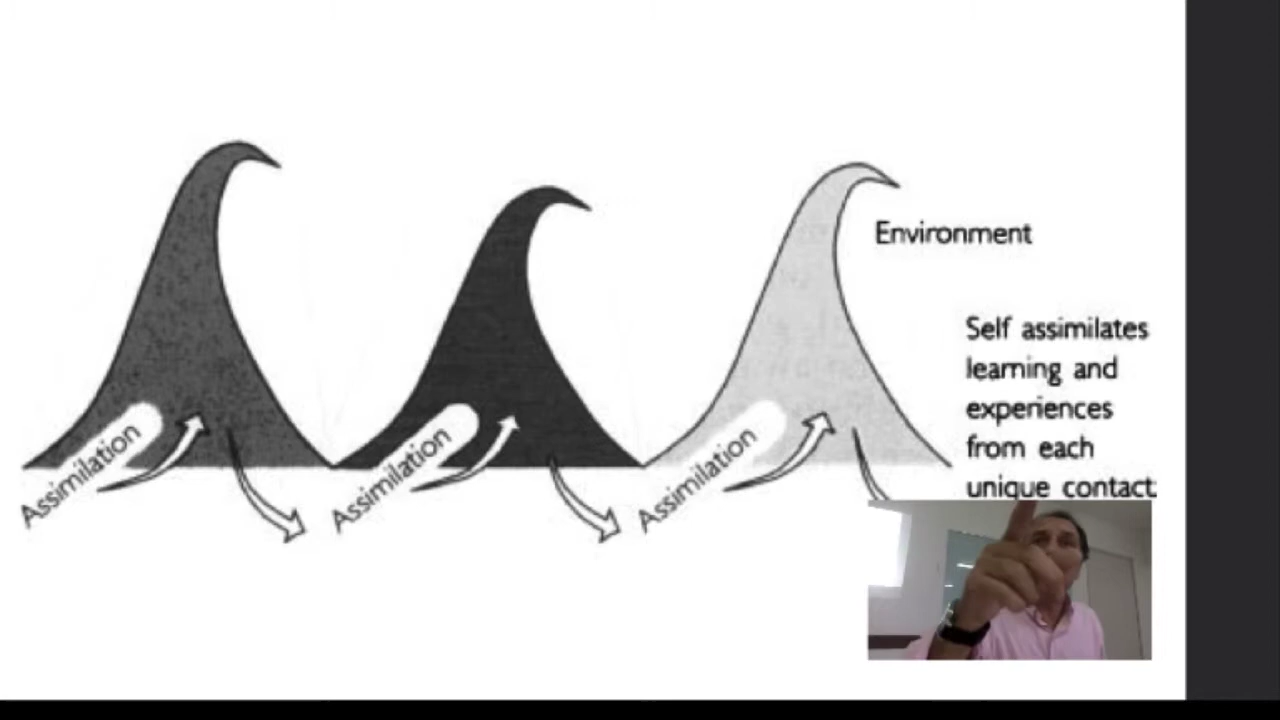 Environment
Self assimilates
learning and
experiences
from each
unique contact
Assimilation
Assimilation
Assimilation